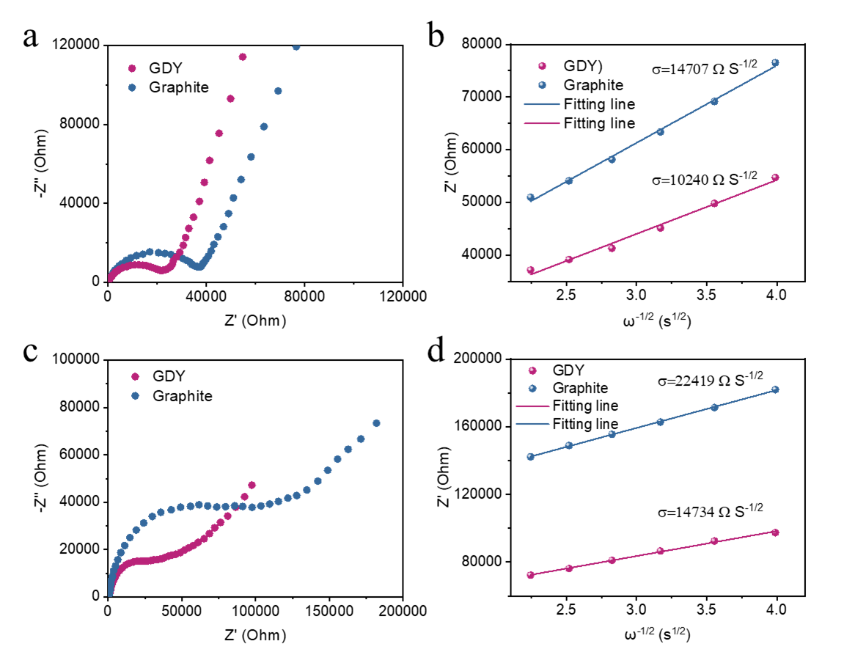 a
120000
80000
40000
0
-Z" (Ohm)
GDY
Graphite
0
40000
80000
120000
Z' (Ohm)
b
80000
70000
60000
50000
40000
Z' (Ohm)
GDY)
Graphite
Fitting line
Fitting line
σ=14707 Ω S-1/2
σ=10240 Ω S-1/2
2.5
3.0
3.5
4.0
ω-1/2 (s1/2)
c
100000
80000
60000
40000
20000
0
-Z" (Ohm)
GDY
Graphite
0
50000
100000
150000
200000
Z' (Ohm)
d
200000
160000
120000
80000
Z' (Ohm)
GDY
Graphite
Fitting line
Fitting line
σ=22419 Ω S-1/2
σ=14734 Ω S-1/2
2.5
3.0
3.5
4.0
ω-1/2 (s1/2)